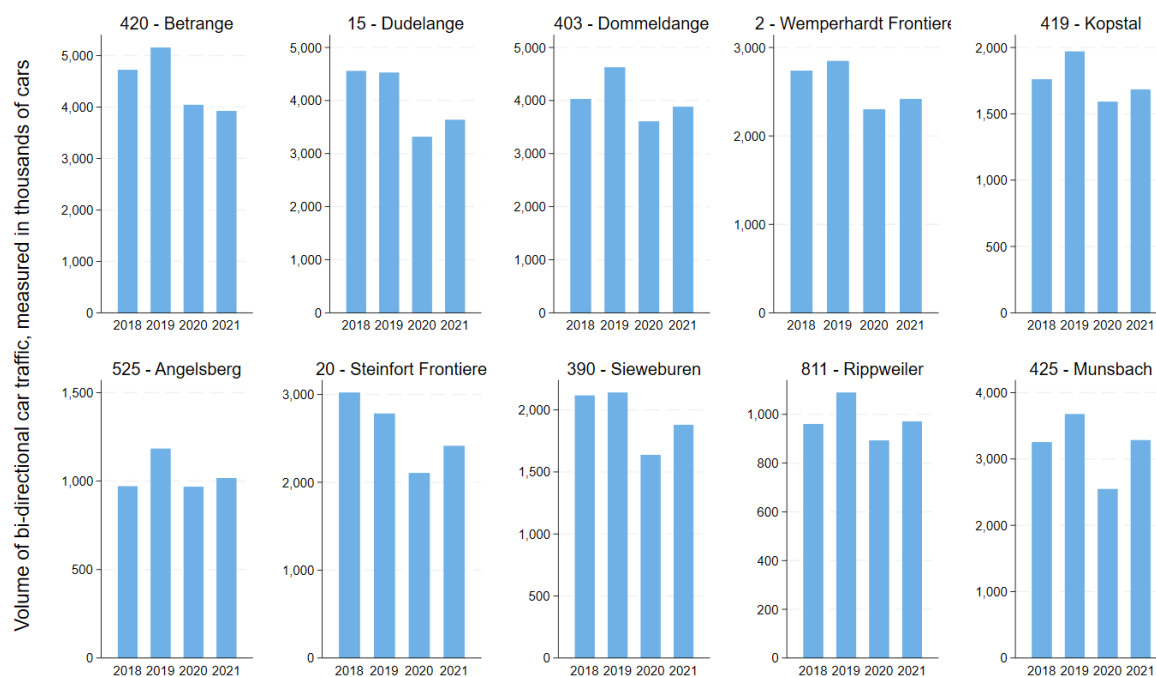 Volume of bi-directional car traffic, measured in thousands of cars
420 - Betrange
5,000
4,000
3,000
2,000
1,000
0
2018 2019 2020 2021
15 - Dudelange
5,000
4,000
3,000
2,000
1,000
0
2018 2019 2020 2021
403 - Dommeldange
5,000
4,000
3,000
2,000
1,000
0
2018 2019 2020 2021
2 - Wemperhardt Frontiere
3,000
2,000
1,000
0
2018 2019 2020 2021
419 - Kopstal
2,000
1,500
1,000
500
0
2018 2019 2020 2021
525 - Angelsberg
1,500
1,000
500
0
2018 2019 2020 2021
20 - Steinfort Frontiere
3,000
2,000
1,000
0
2018 2019 2020 2021
390 - Sieweburen
2,000
1,500
1,000
500
0
2018 2019 2020 2021
811 - Rippweiler
1,000
800
600
400
200
0
2018 2019 2020 2021
425 - Munsbach
4,000
3,000
2,000
1,000
0
2018 2019 2020 2021